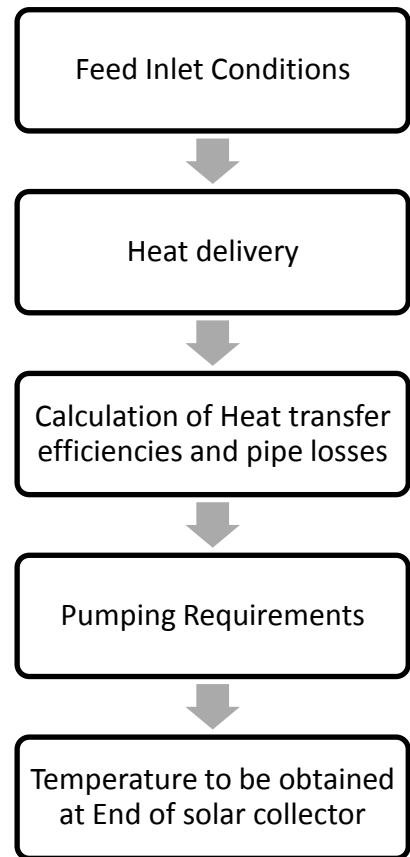 Feed Inlet Conditions
Heat delivery
Calculation of Heat transfer
efficiencies and pipe losses
Pumping Requirements
Temperature to be obtained
at End of solar collector